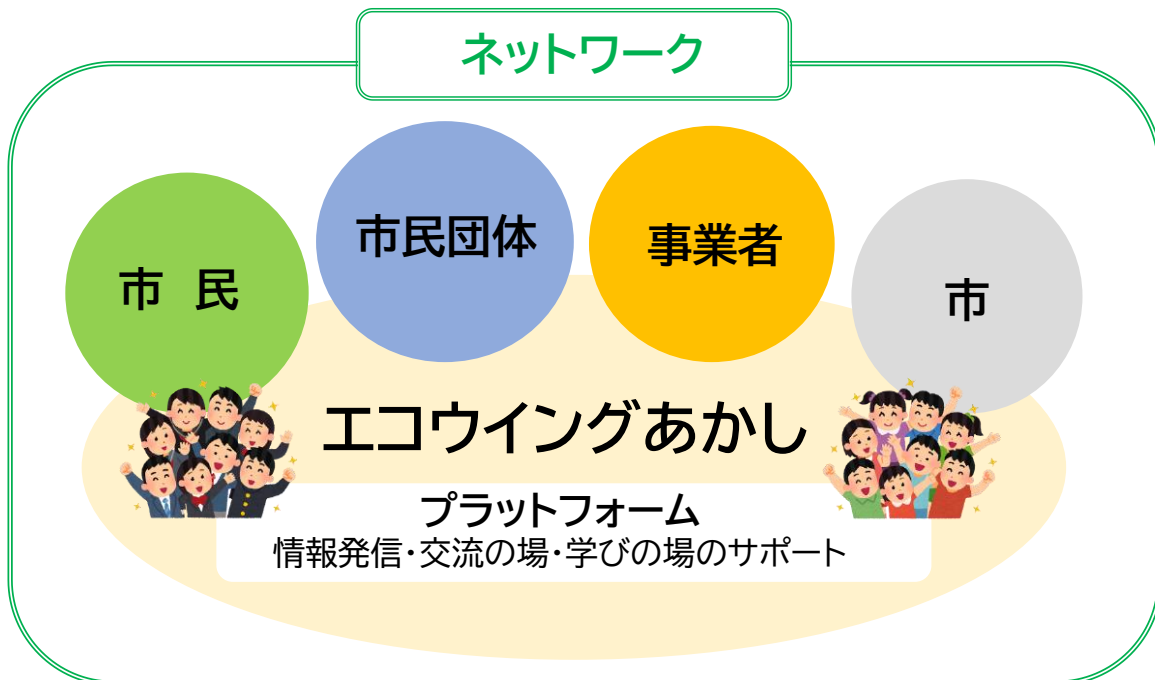 ネットワーク
市 民
市民団体
事業者
市
エコウイングあかし
プラットフォーム
情報発信・交流の場・学びの場のサポート